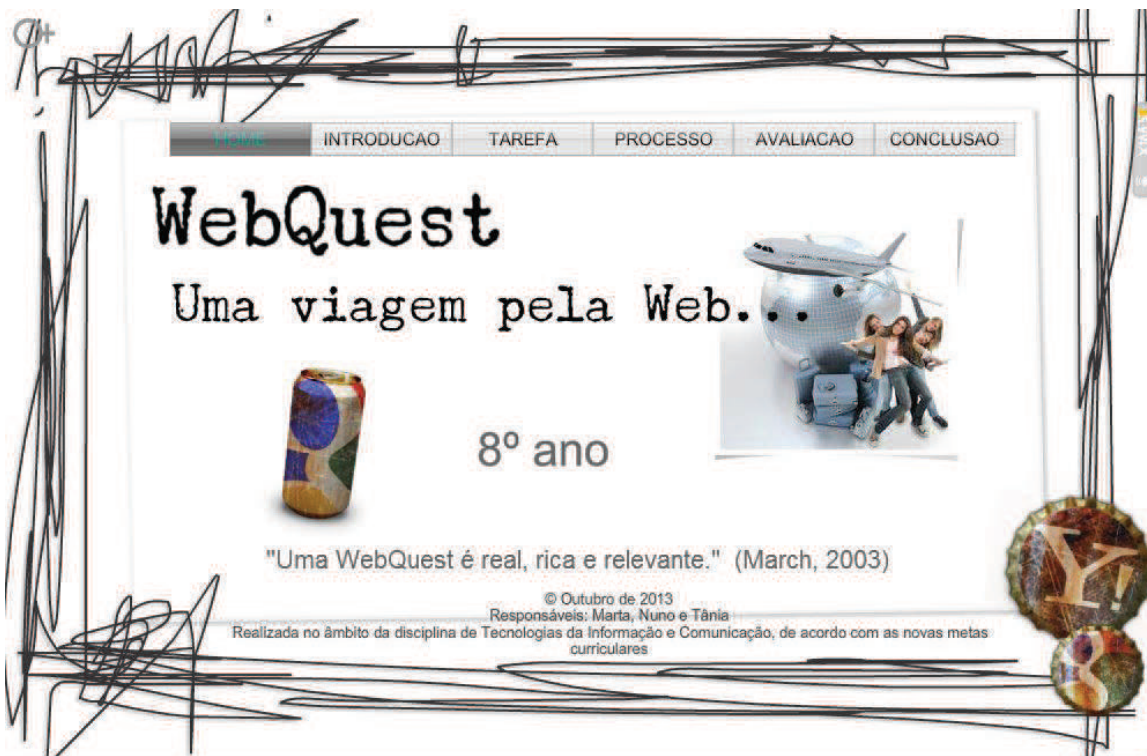 HOME INTRODUCAO TAREFA PROCESSO AVALIACAO CONCLUSAO
WebQuest
Uma viagem pela Web...
8º ano
"Uma WebQuest é real, rica e relevante." (March, 2003)
© Outubro de 2013
Responsáveis: Marta, Nuno e Tânia
Realizada no âmbito da disciplina de Tecnologias da Informação e Comunicação, de acordo com as novas metas
curriculares
Y!
g